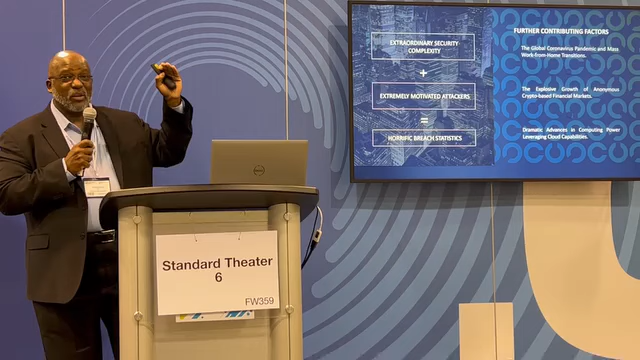 EXTRAORDINARY SECURITY
COMPLEXITY
+
EXTREMELY MOTIVATED ATTACKERS
=
HORRIFIC BREACH STATISTICS
FURTHER CONTRIBUTING FACTORS
The Global Coronavirus Pandemic and Mass
Work-from-Home Transitions.
The Explosive Growth of Anonymous
Crypto-based Financial Markets.
Dramatic Advances in Computing Power
Leveraging Cloud Capabilities.
DELL
Standard Theater
6
FW359